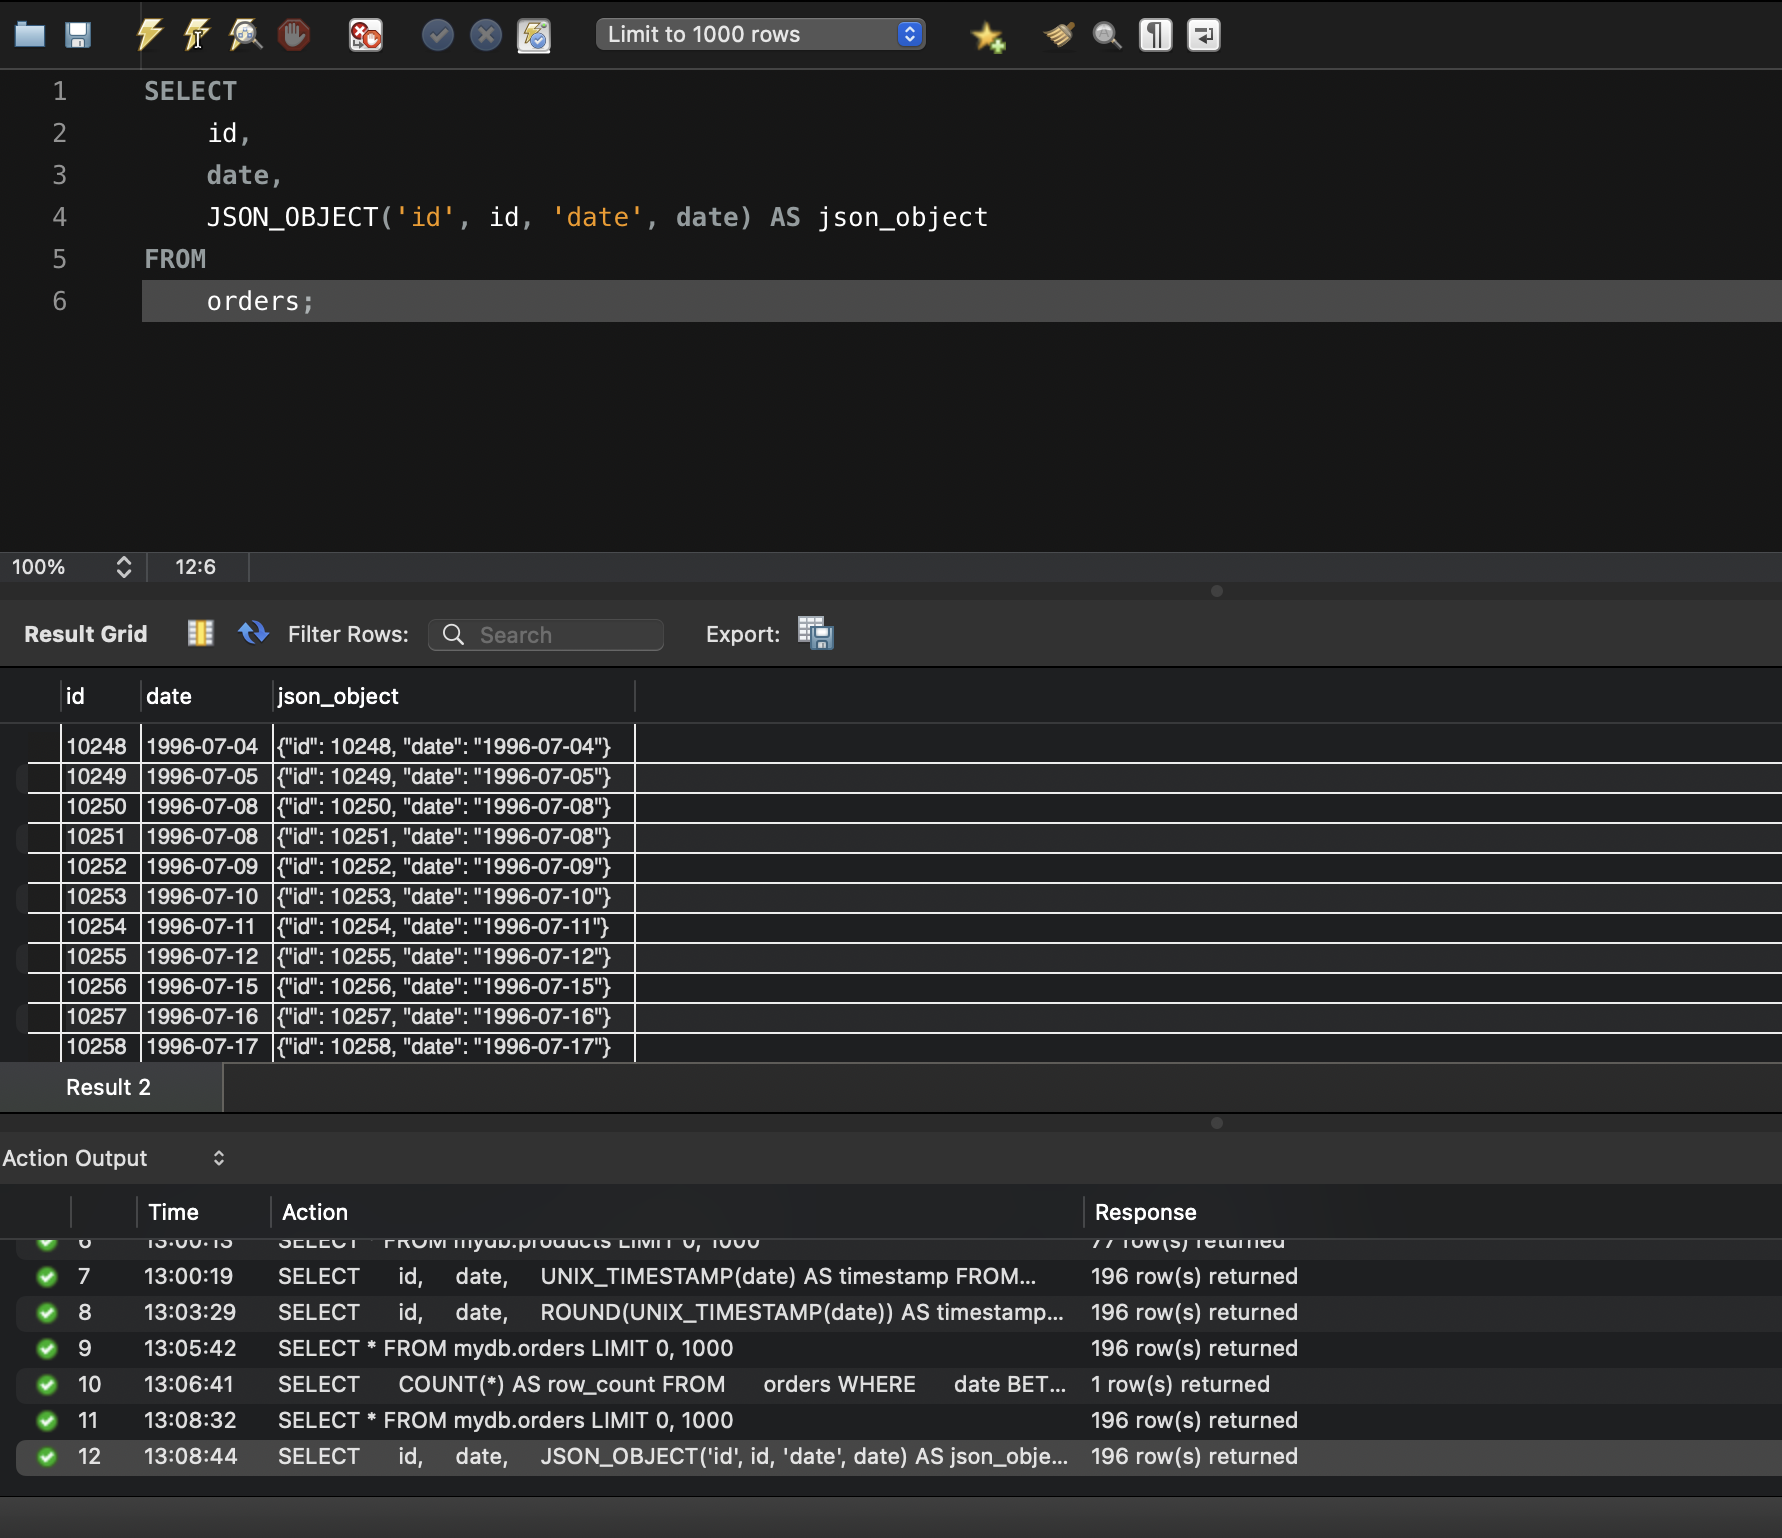 Limit to 1000 rows
1 SELECT
2 id,
3 date,
4 JSON_OBJECT('id', id, 'date', date) AS json_object
5 FROM
6 orders;
100% 12:6
Result Grid Filter Rows: Search Export:
id date json_object
10248 1996-07-04 {"id": 10248, "date": "1996-07-04"}
10249 1996-07-05 {"id": 10249, "date": "1996-07-05"}
10250 1996-07-08 {"id": 10250, "date": "1996-07-08"}
10251 1996-07-08 {"id": 10251, "date": "1996-07-08"}
10252 1996-07-09 {"id": 10252, "date": "1996-07-09"}
10253 1996-07-10 {"id": 10253, "date": "1996-07-10"}
10254 1996-07-11 {"id": 10254, "date": "1996-07-11"}
10255 1996-07-12 {"id": 10255, "date": "1996-07-12"}
10256 1996-07-15 {"id": 10256, "date": "1996-07-15"}
10257 1996-07-16 {"id": 10257, "date": "1996-07-16"}
10258 1996-07-17 {"id": 10258, "date": "1996-07-17"}
Result 2
Action Output
Time Action Response
6 13:00:13 SELECT * FROM mydb.products LIMIT 0, 1000 77 row(s) returned
7 13:00:19 SELECT id, date, UNIX_TIMESTAMP(date) AS timestamp FROM... 196 row(s) returned
8 13:03:29 SELECT id, date, ROUND(UNIX_TIMESTAMP(date)) AS timestamp... 196 row(s) returned
9 13:05:42 SELECT * FROM mydb.orders LIMIT 0, 1000 196 row(s) returned
10 13:06:41 SELECT COUNT(*) AS row_count FROM orders WHERE date BET... 1 row(s) returned
11 13:08:32 SELECT * FROM mydb.orders LIMIT 0, 1000 196 row(s) returned
12 13:08:44 SELECT id, date, JSON_OBJECT('id', id, 'date', date) AS json_obje... 196 row(s) returned